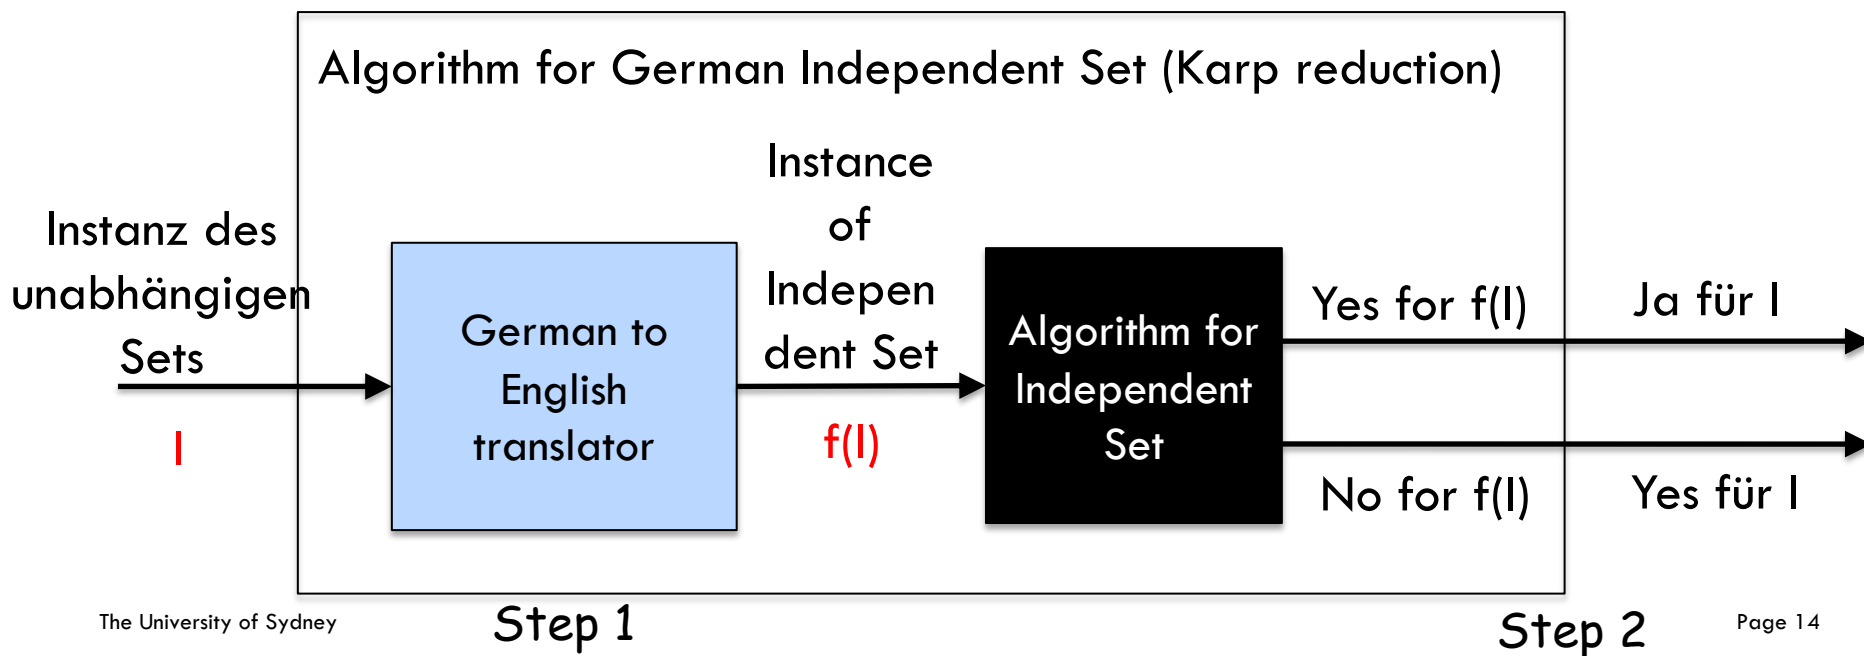 Algorithm for German Independent Set (Karp reduction)
Instanz des
unabhängigen
Sets
I
German to
English
translator
Instance
of
Indepen
dent Set
f(I)
Algorithm for
Independent
Set
Yes for f(I)
Ja für I
No for f(I)
Yes für I
The University of Sydney
Step 1
Step 2
Page 14